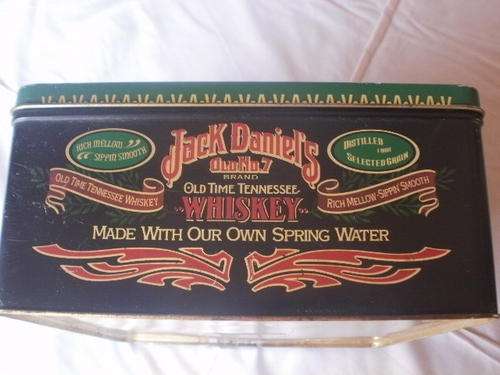 RICH MELLOW
SIPPIN' SMOOTH
OLD TIME TENNESSEE WHISKEY
Jack Daniel's
OLD No. 7
BRAND
OLD TIME TENNESSEE
WHISKEY
DISTILLED
FROM
SELECTED GRAIN
RICH MELLOW SIPPIN' SMOOTH
MADE WITH OUR OWN SPRING WATER